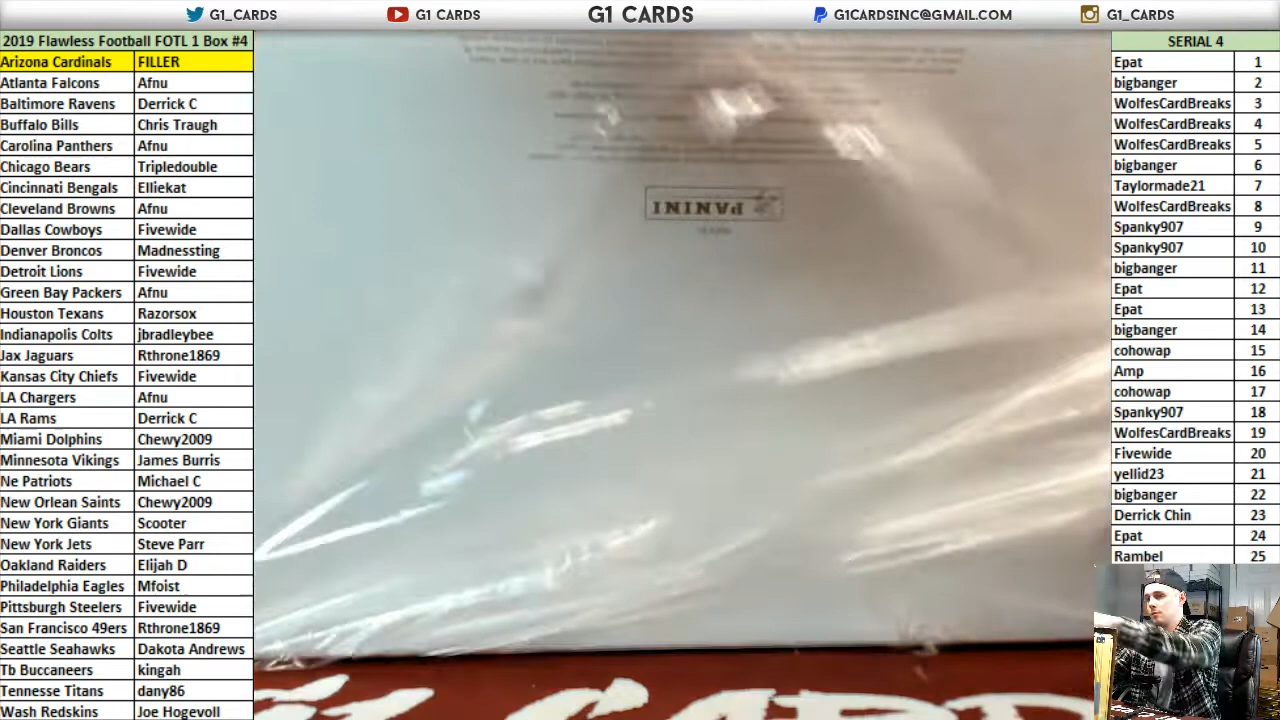 G1_CARDS
G1 CARDS
G1 CARDS
G1CARDSINC@GMAIL.COM
G1_CARDS
2019 Flawless Football FOTL 1 Box #4
Arizona Cardinals FILLER
Atlanta Falcons Afnu
Baltimore Ravens Derrick C
Buffalo Bills Chris Traugh
Carolina Panthers Afnu
Chicago Bears Tripledouble
Cincinnati Bengals Elliekat
Cleveland Browns Afnu
Dallas Cowboys Fivewide
Denver Broncos Madnessting
Detroit Lions Fivewide
Green Bay Packers Afnu
Houston Texans Razorsox
Indianapolis Colts jbradleybee
Jax Jaguars Rthrone1869
Kansas City Chiefs Fivewide
LA Chargers Afnu
LA Rams Derrick C
Miami Dolphins Chewy2009
Minnesota Vikings James Burris
Ne Patriots Michael C
New Orlean Saints Chewy2009
New York Giants Scooter
New York Jets Steve Parr
Oakland Raiders Elijah D
Philadelphia Eagles Mfoist
Pittsburgh Steelers Fivewide
San Francisco 49ers Rthrone1869
Seattle Seahawks Dakota Andrews
Tb Buccaneers kingah
Tennesse Titans dany86
Wash Redskins Joe Hogevoll
PANINI
G1 CARDS
SERIAL 4
Epat 1
bigbanger 2
WolfesCardBreaks 3
WolfesCardBreaks 4
WolfesCardBreaks 5
bigbanger 6
Taylormade21 7
WolfesCardBreaks 8
Spanky907 9
Spanky907 10
bigbanger 11
Epat 12
Epat 13
bigbanger 14
cohowap 15
Amp 16
cohowap 17
Spanky907 18
WolfesCardBreaks 19
Fivewide 20
yellid23 21
bigbanger 22
Derrick Chin 23
Epat 24
Rambel 25